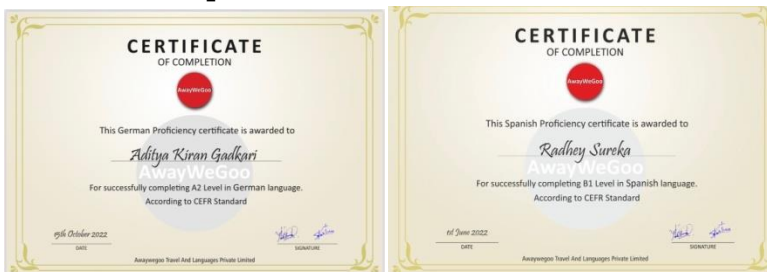 CERTIFICATE
OF COMPLETION
AwayWeGoo
This German Proficiency certificate is awarded to
Aditya Kiran Gadkari
AwayWeGoo
For successfully completing A2 Level in German language.
According to CEFR Standard
15th October 2022
DATE
SIGNATURE
Awaywegoo Travel And Languages Private Limited
CERTIFICATE
OF COMPLETION
AwayWeGoo
This Spanish Proficiency certificate is awarded to
Radhey Sureka
AwayWeGoo
For successfully completing B1 Level in Spanish language.
According to CEFR Standard
1st June 2022
DATE
SIGNATURE
Awaywegoo Travel And Languages Private Limited